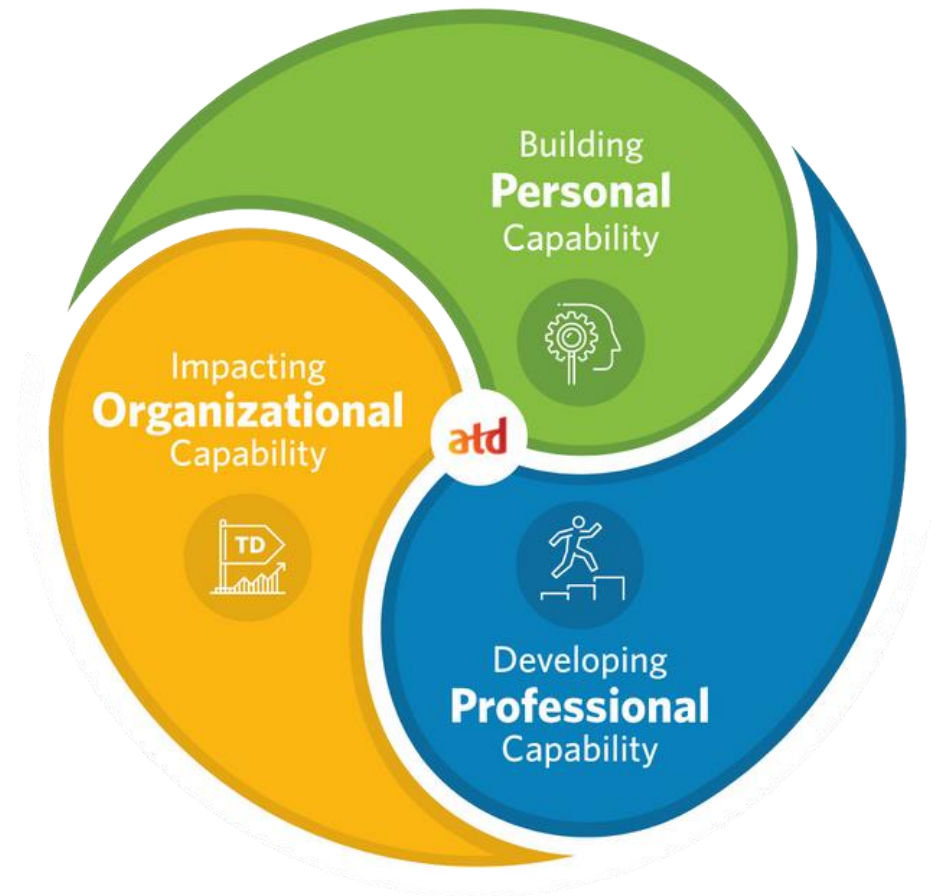 Building
Personal
Capability
Impacting
Organizational
Capability
TD
atd
Developing
Professional
Capability